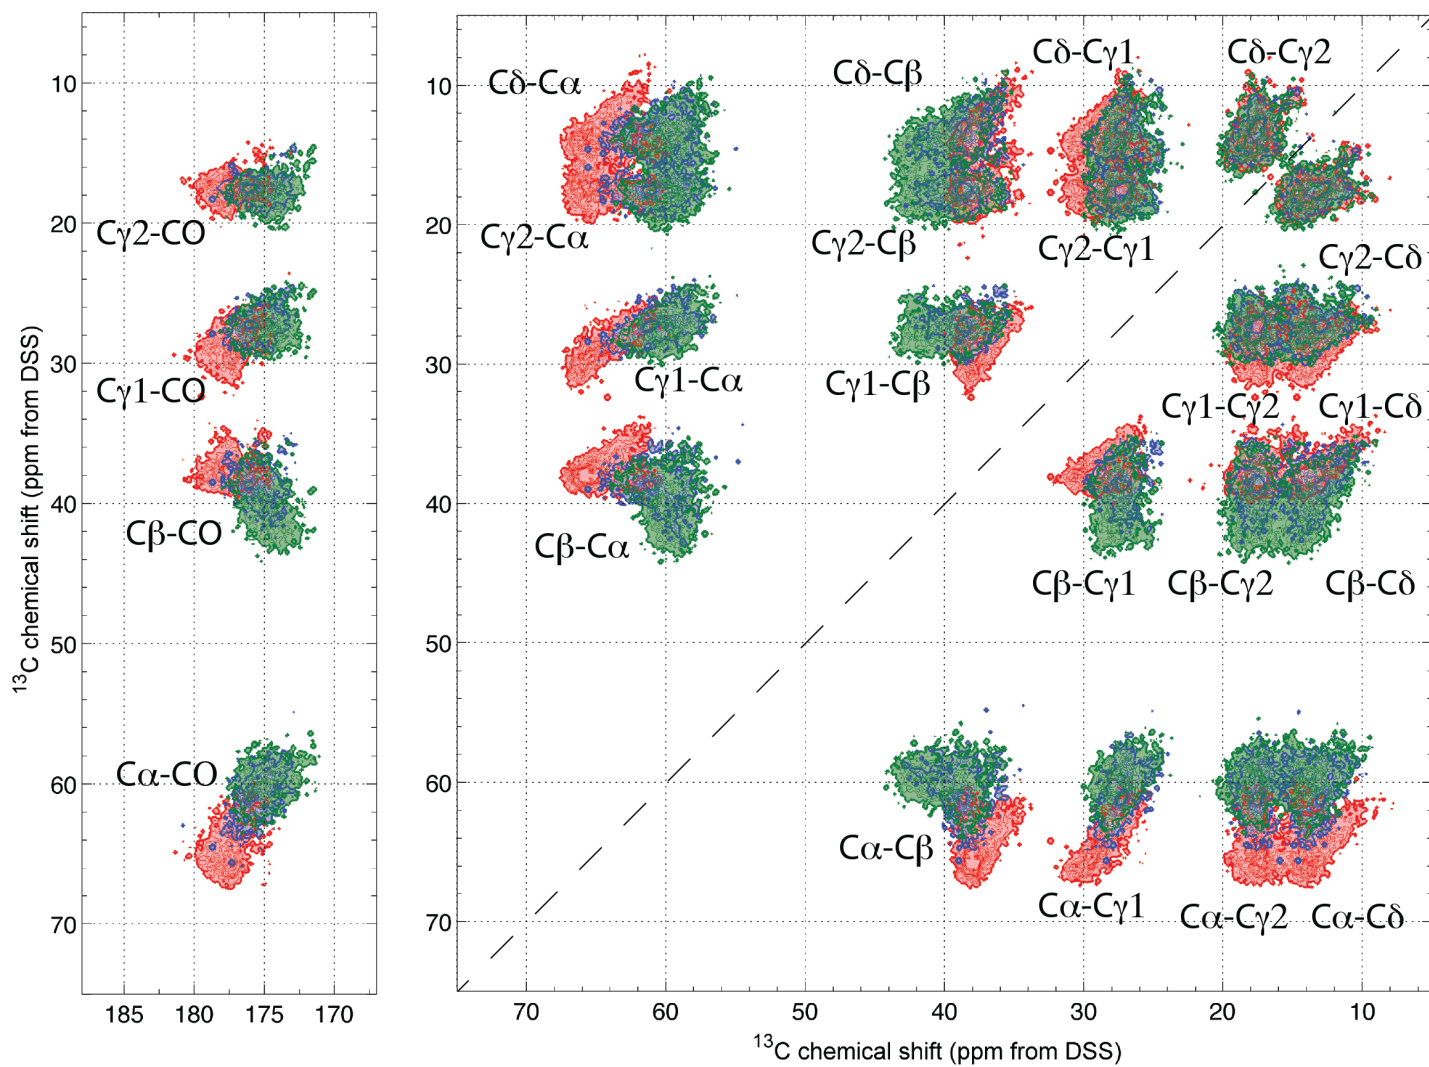 10
20
30
40
50
60
70
185 180 175 170
13C chemical shift (ppm from DSS)
Cγ2-CO
Cγ1-CO
Cβ-CO
Cα-CO
10
20
30
40
50
60
70
70 60 50 40 30 20 10
13C chemical shift (ppm from DSS)
Cδ-Cα Cδ-Cβ Cδ-Cγ1 Cδ-Cγ2
Cγ2-Cα Cγ2-Cβ Cγ2-Cγ1 Cγ2-Cδ
Cγ1-Cα Cγ1-Cβ Cγ1-Cγ2 Cγ1-Cδ
Cβ-Cα Cβ-Cγ1 Cβ-Cγ2 Cβ-Cδ
Cα-Cβ Cα-Cγ1 Cα-Cγ2 Cα-Cδ